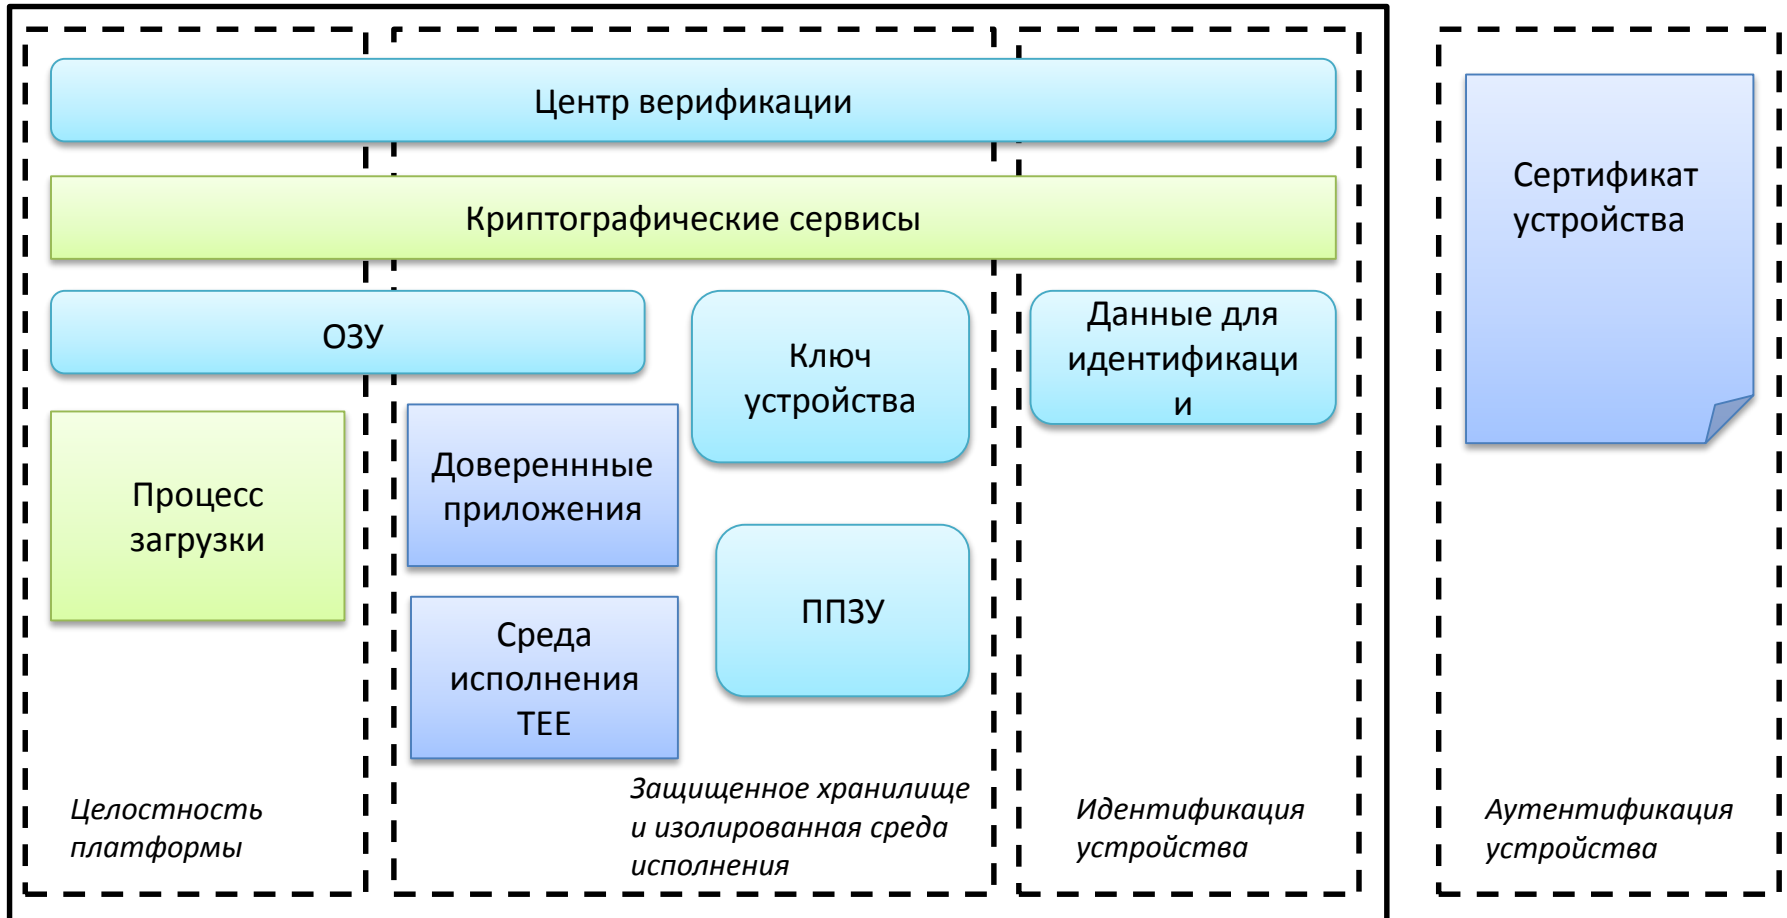 Центр верификации
Криптографические сервисы
Сертификат
устройства
ОЗУ
Ключ
устройства
Данные для
идентификаци
и
Процесс
загрузки
Довереннные
приложения
Среда
исполнения
TEE
ППЗУ
Целостность
платформы
Защищенное хранилище
и изолированная среда
исполнения
Идентификация
устройства
Аутентификация
устройства